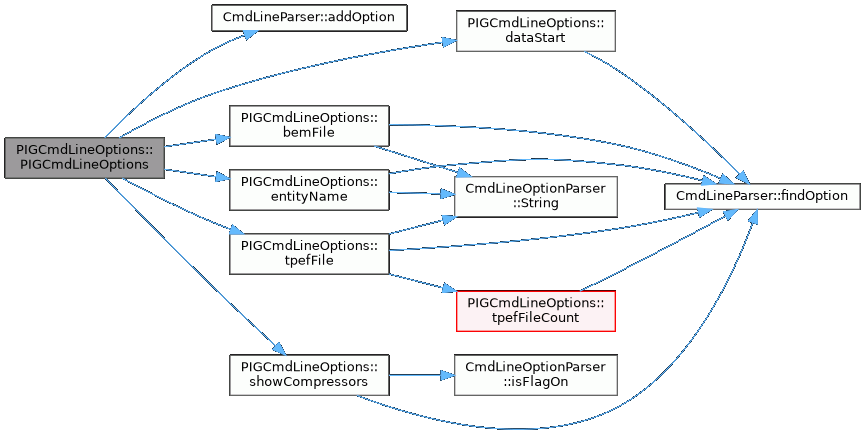 CmdLineParser::addOption
PIGCmdLineOptions::
dataStart
PIGCmdLineOptions::
bemFile
PIGCmdLineOptions::
PIGCmdLineOptions
PIGCmdLineOptions::
entityName
CmdLineOptionParser
::String
CmdLineParser::findOption
PIGCmdLineOptions::
tpefFile
PIGCmdLineOptions::
tpefFileCount
PIGCmdLineOptions::
showCompressors
CmdLineOptionParser
::isFlagOn